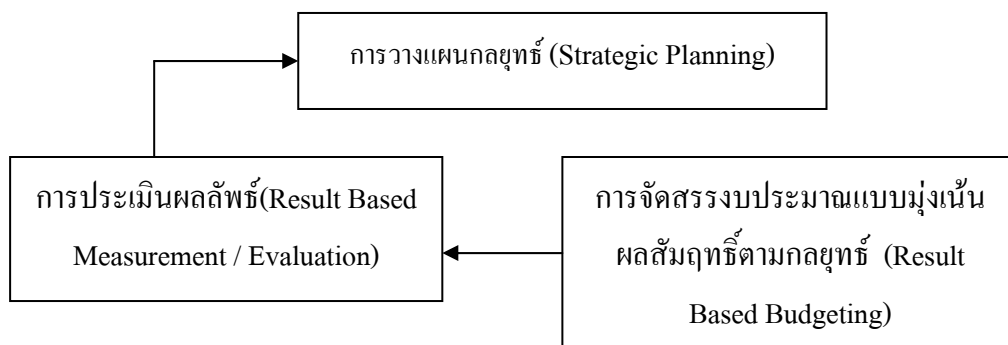 การวางแผนกลยุทธ์ (Strategic Planning)
การประเมินผลลัพธ์(Result Based
Measurement / Evaluation)
การจัดสรรงบประมาณแบบมุ่งเน้น
ผลสัมฤทธิ์ตามกลยุทธ์ (Result
Based Budgeting)